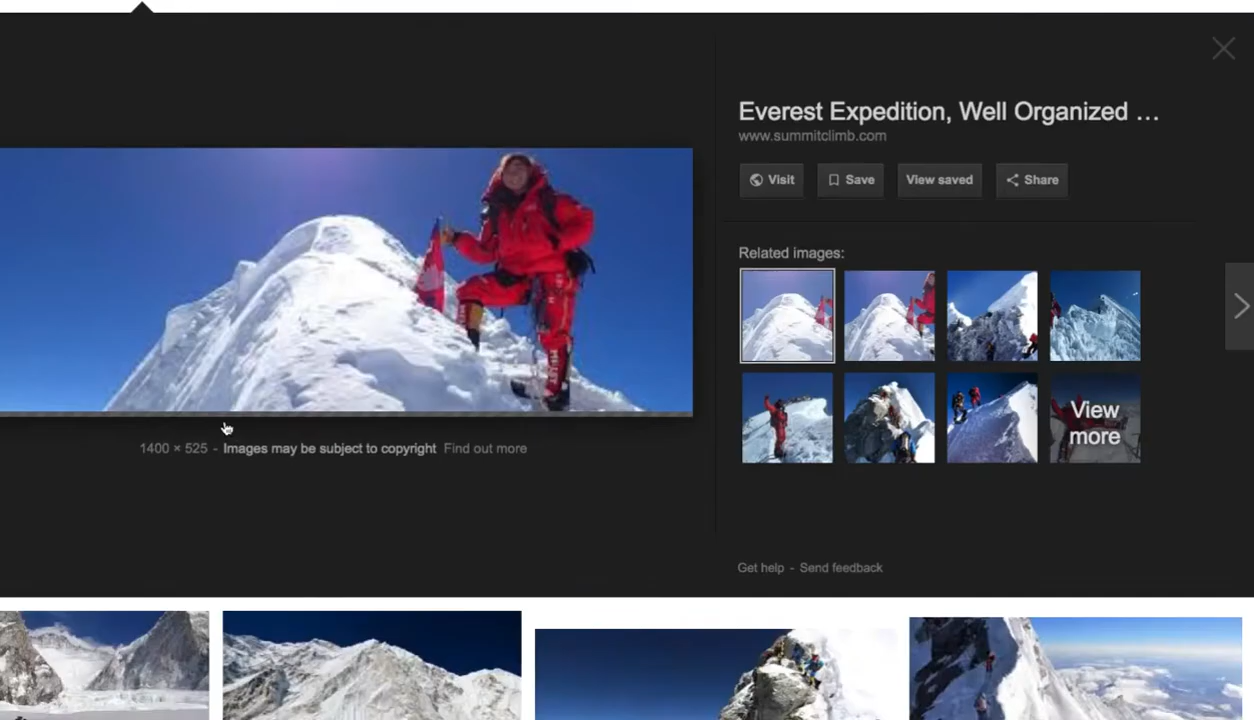 Everest Expedition, Well Organized ...
www.summitclimb.com
Visit
Save
View saved
Share
Related images:
View
more
1400 × 525 - Images may be subject to copyright Find out more
Get help - Send feedback